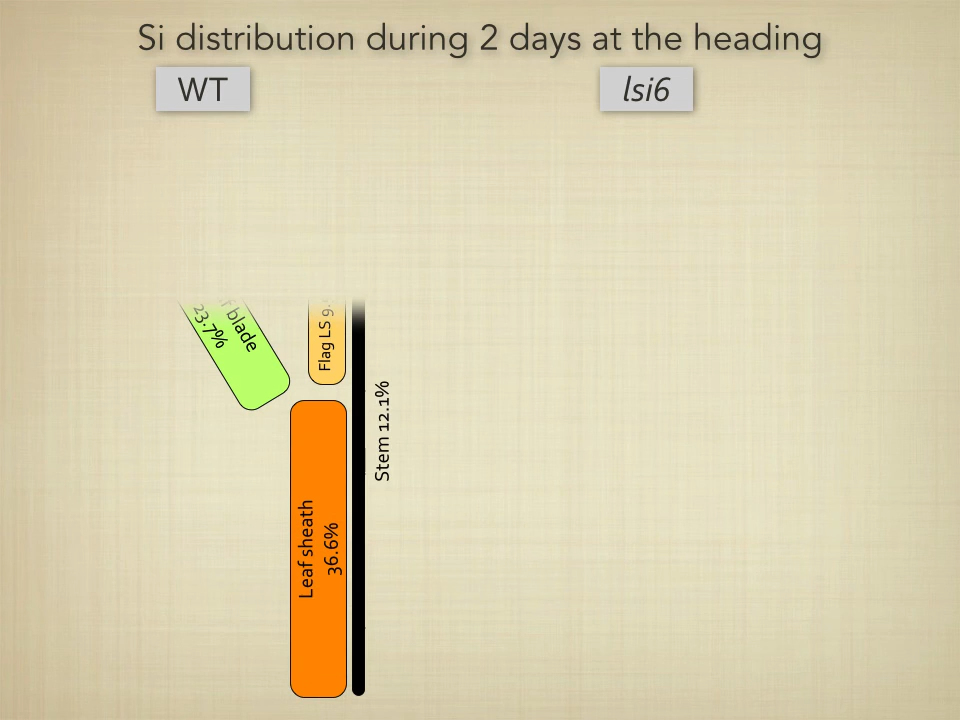 Si distribution during 2 days at the heading
WT
lsi6
blade
23.7%
Flag LS
Stem 12.1%
Leaf sheath
36.6%